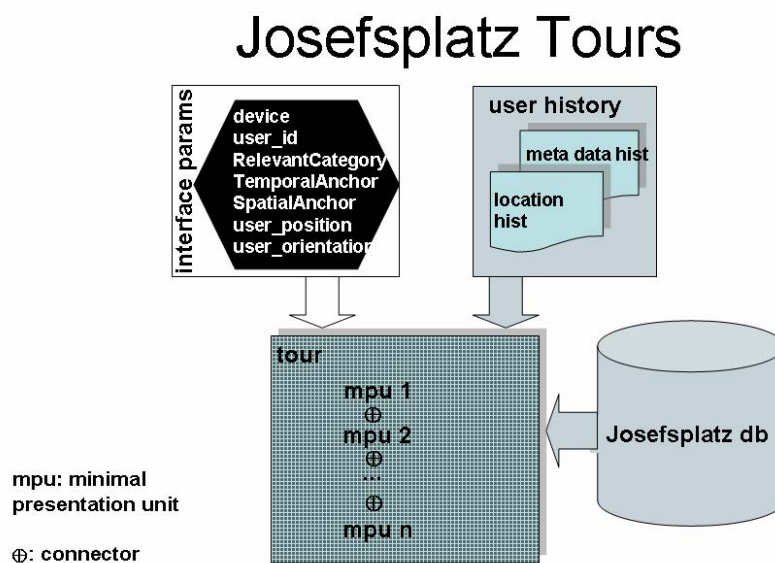 Josefsplatz Tours
interface params
device
user_id
RelevantCategory
TemporalAnchor
SpatialAnchor
user_position
user_orientation
user history
meta data hist
location
hist
tour
mpu 1
⊕
mpu 2
⊕
...
⊕
mpu n
Josefsplatz db
mpu: minimal
presentation unit
⊕: connector